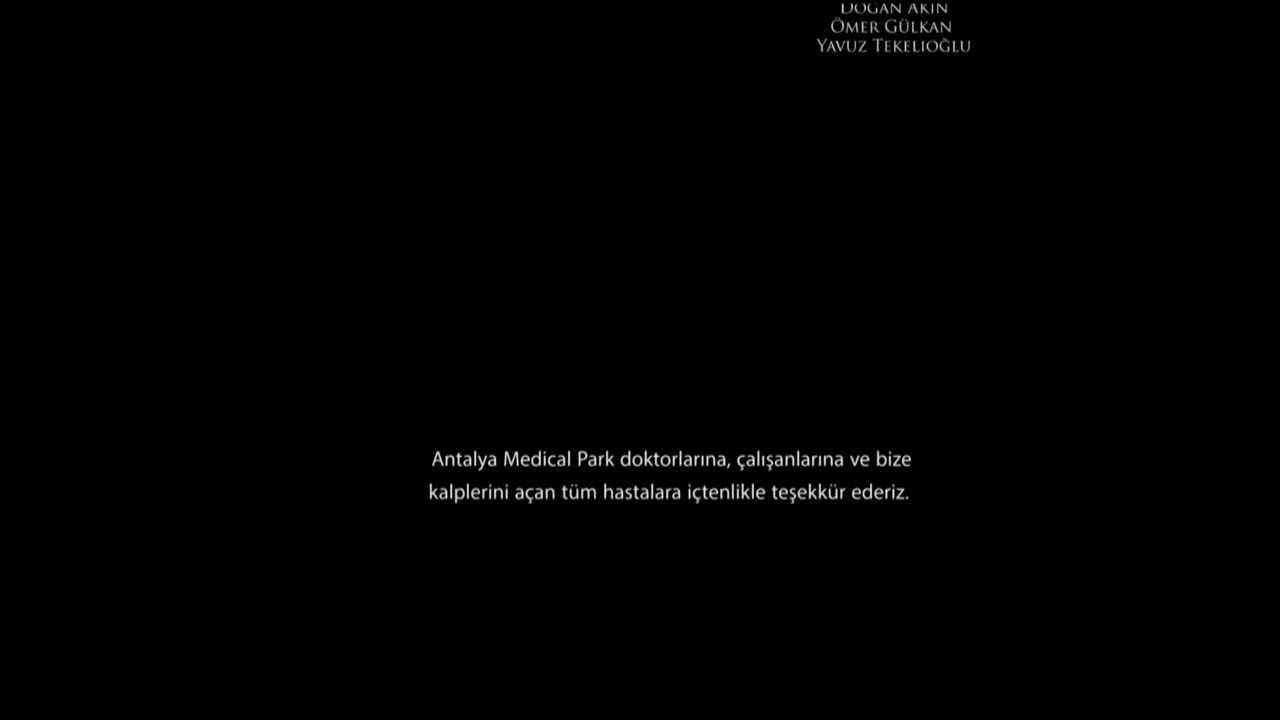 DOĞAN AKIN
ÖMER GÜLKAN
YAVUZ TEKELIOĞLU
Antalya Medical Park doktorlarına, çalışanlarına ve bize
kalplerini açan tüm hastalara içtenlikle teşekkür ederiz.